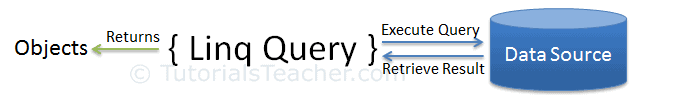 Objects
Returns
{ Linq Query }
Execute Query
Retrieve Result
Data Source
© TutorialsTeacher.com